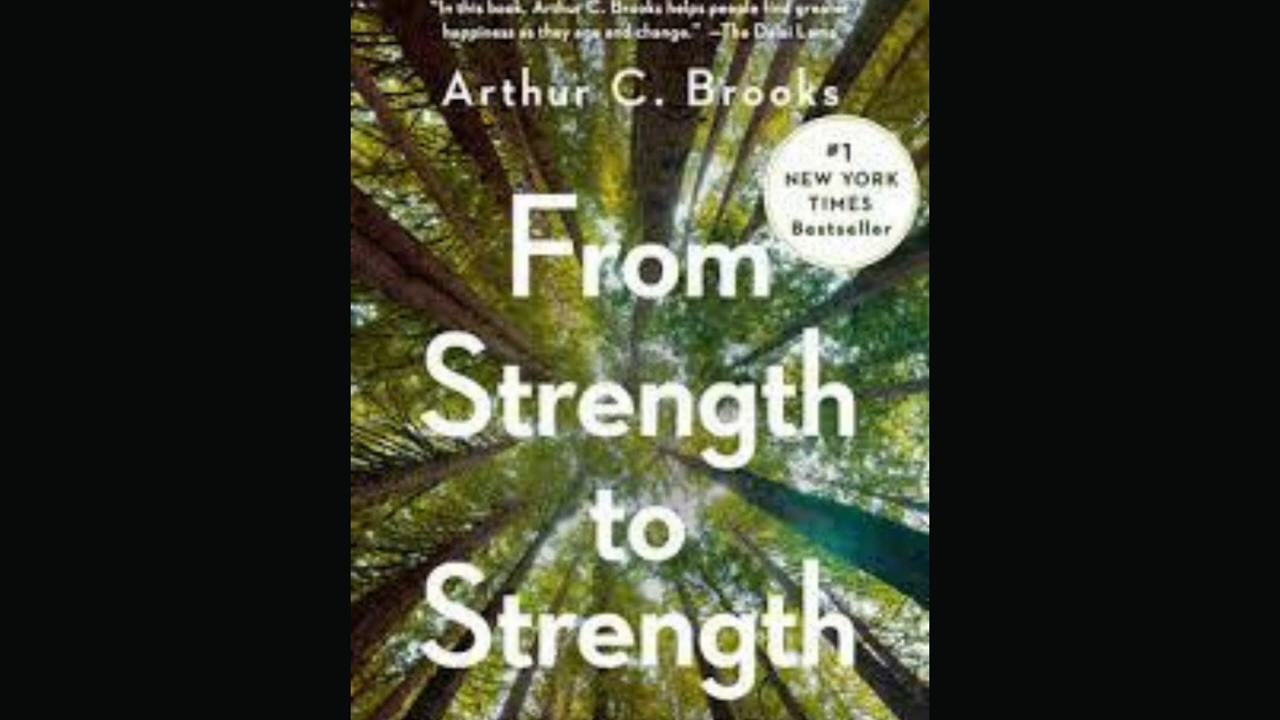 "In this book, Arthur C. Brooks helps people find greater
happiness as they age and change." —The Dalai Lama
Arthur C. Brooks
#1
NEW YORK
TIMES
Bestseller
From
Strength
to
Strength